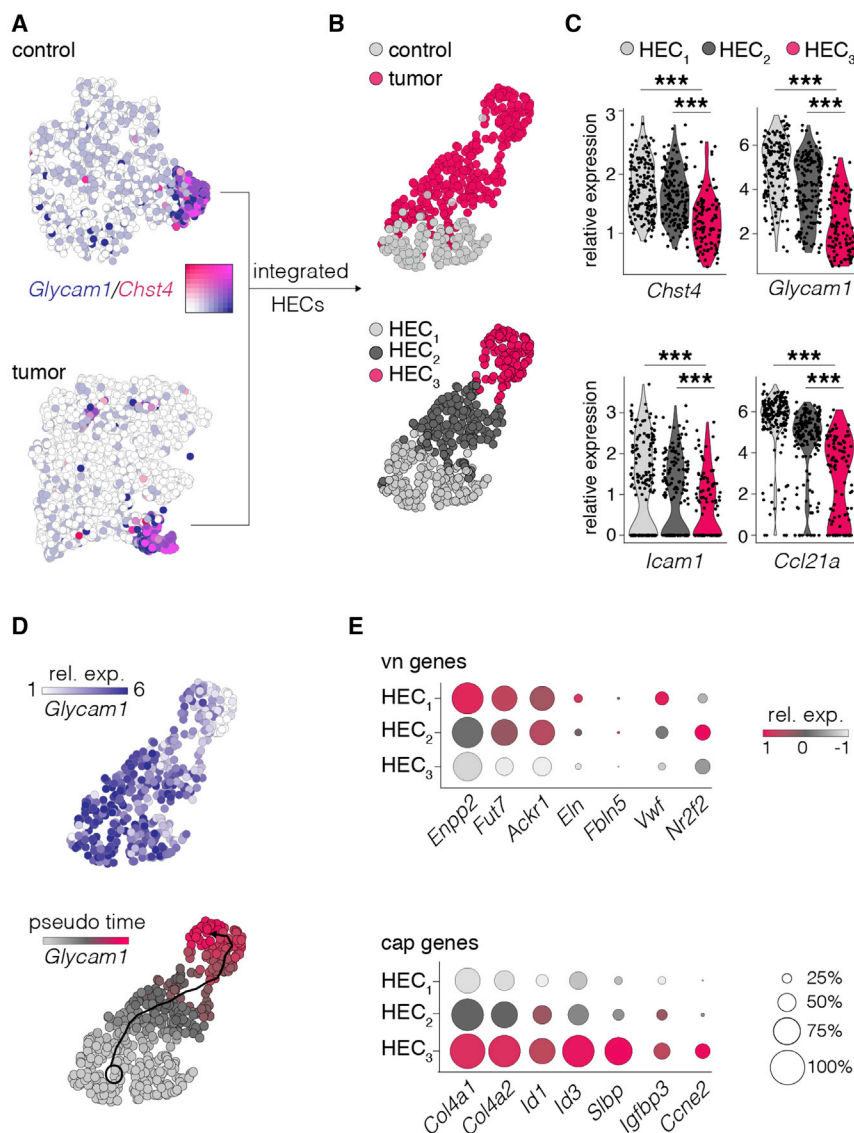 A
control
Glycam1/Chst4
tumor
integrated
HECs
B
control
tumor
HEC1
HEC2
HEC3
C
HEC1 HEC2 HEC3
*** ***
*** ***
relative expression
3
2
1
6
4
2
Chst4 Glycam1
*** ***
*** ***
relative expression
3
2
1
0
6
4
2
0
Icam1 Ccl21a
D
rel. exp.
1 6
Glycam1
pseudo time
Glycam1
E
vn genes
HEC1
HEC2
HEC3
Enpp2 Fut7 Ackr1 Eln Fbln5 Vwf Nr2f2
rel. exp.
1 0 -1
cap genes
HEC1
HEC2
HEC3
Col4a1 Col4a2 Id1 Id3 Slbp Igfbp3 Ccne2
25%
50%
75%
100%